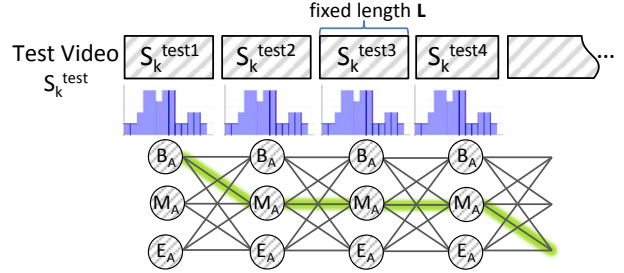 fixed length L
Test Video
S_k^test
S_k^test1 S_k^test2 S_k^test3 S_k^test4 ...
B_A B_A B_A B_A
M_A M_A M_A M_A
E_A E_A E_A E_A